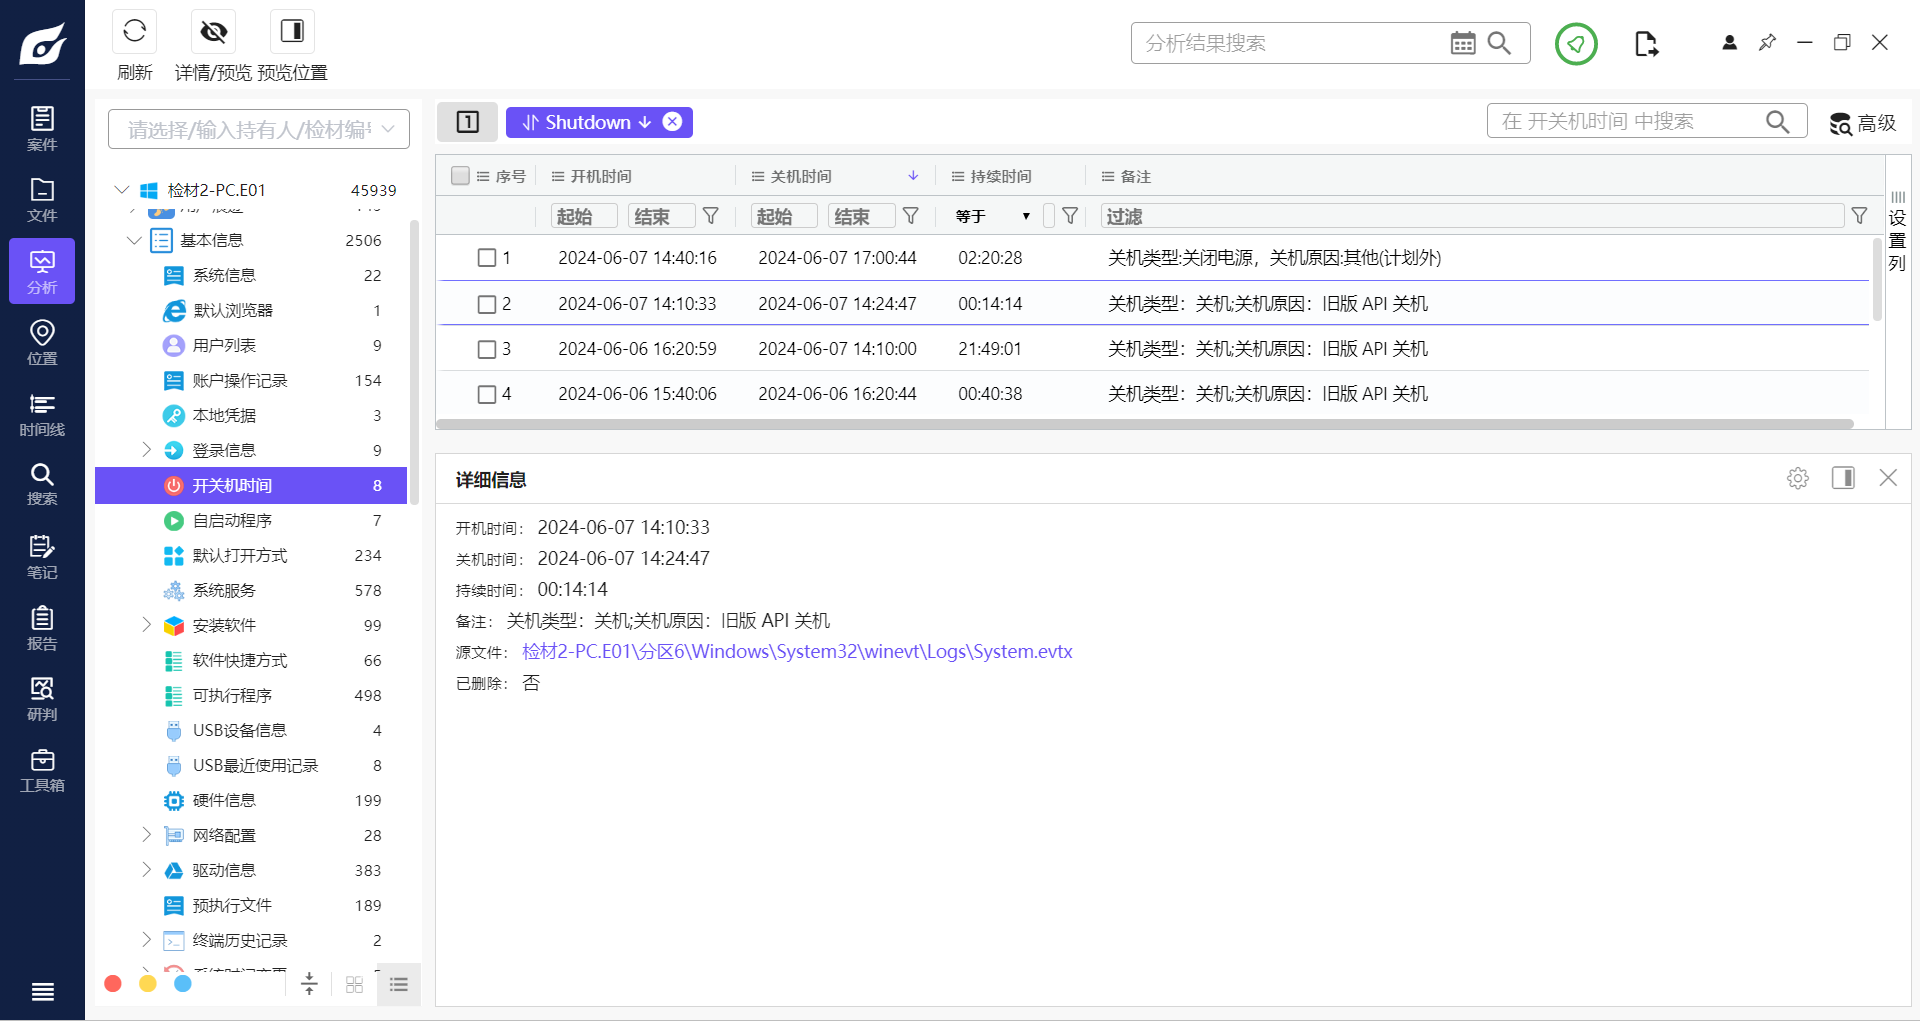 刷新
详情/预览
预览位置
分析结果搜索
案件
文件
分析
位置
时间线
搜索
笔记
报告
研判
工具箱
请选择/输入持有人/检材编号
检材2-PC.E01 45939
基本信息 2506
系统信息 22
默认浏览器 1
用户列表 9
账户操作记录 154
本地凭据 3
登录信息 9
开关机时间 8
自启动程序 7
默认打开方式 234
系统服务 578
安装软件 99
软件快捷方式 66
可执行程序 498
USB设备信息 4
USB最近使用记录 8
硬件信息 199
网络配置 28
驱动信息 383
预执行文件 189
终端历史记录 2
1
Shutdown
在 开关机时间 中搜索
高级
序号 开机时间 关机时间 持续时间 备注
起始 结束 起始 结束 等于 过滤
1 2024-06-07 14:40:16 2024-06-07 17:00:44 02:20:28 关机类型:关闭电源，关机原因:其他(计划外)
2 2024-06-07 14:10:33 2024-06-07 14:24:47 00:14:14 关机类型：关机;关机原因：旧版 API 关机
3 2024-06-06 16:20:59 2024-06-07 14:10:00 21:49:01 关机类型：关机;关机原因：旧版 API 关机
4 2024-06-06 15:40:06 2024-06-06 16:20:44 00:40:38 关机类型：关机;关机原因：旧版 API 关机
设置列
详细信息
开机时间： 2024-06-07 14:10:33
关机时间： 2024-06-07 14:24:47
持续时间： 00:14:14
备注： 关机类型：关机;关机原因：旧版 API 关机
源文件： 检材2-PC.E01\分区6\Windows\System32\winevt\Logs\System.evtx
已删除： 否